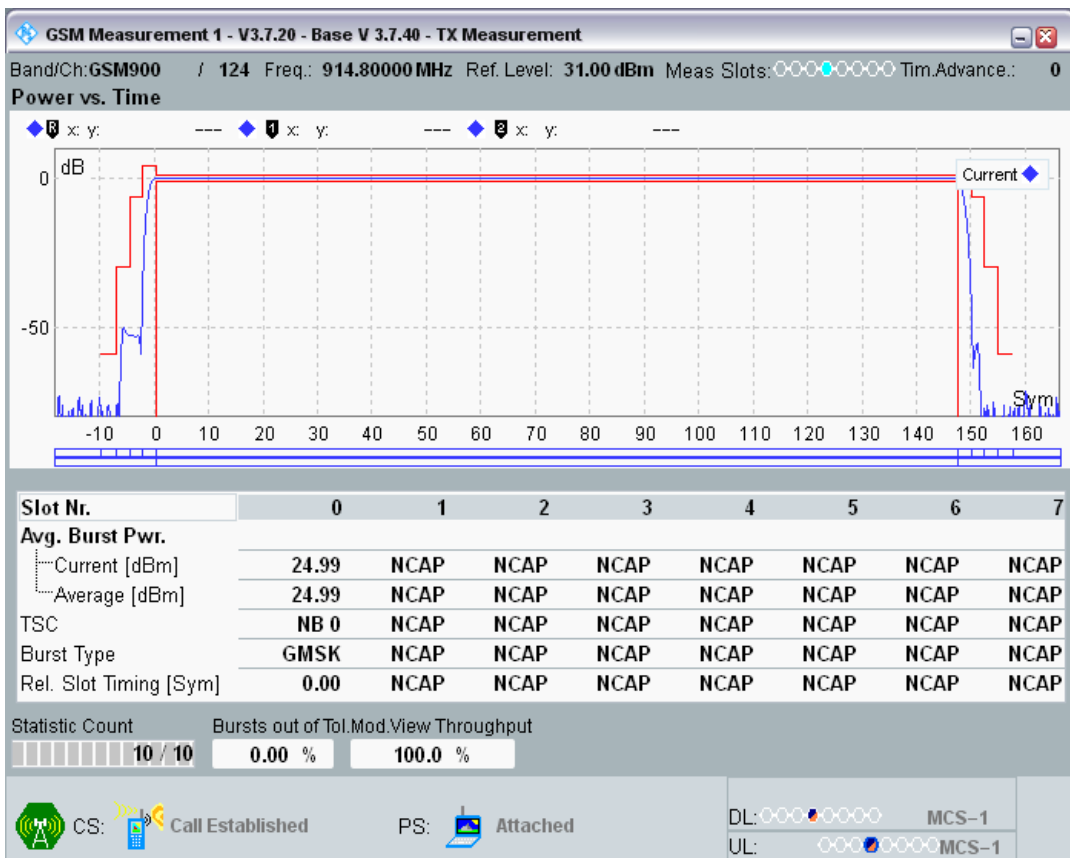 GSM Measurement 1 - V3.7.20 - Base V 3.7.40 - TX Measurement
Band/Ch:GSM900 / 124 Freq.: 914.80000 MHz Ref. Level: 31.00 dBm Meas Slots: Tim.Advance.: 0
Power vs. Time
R x: y: --- 1 x: y: --- 2 x: y: ---
dB
Current
0
-50
Sym
-10 0 10 20 30 40 50 60 70 80 90 100 110 120 130 140 150 160
Slot Nr. 0 1 2 3 4 5 6 7
Avg. Burst Pwr.
Current [dBm] 24.99 NCAP NCAP NCAP NCAP NCAP NCAP NCAP
Average [dBm] 24.99 NCAP NCAP NCAP NCAP NCAP NCAP NCAP
TSC NB 0 NCAP NCAP NCAP NCAP NCAP NCAP NCAP
Burst Type GMSK NCAP NCAP NCAP NCAP NCAP NCAP NCAP
Rel. Slot Timing [Sym] 0.00 NCAP NCAP NCAP NCAP NCAP NCAP NCAP
Statistic Count Bursts out of Tol.Mod.View Throughput
10 / 10 0.00 % 100.0 %
CS: Call Established PS: Attached
DL: MCS-1
UL: MCS-1